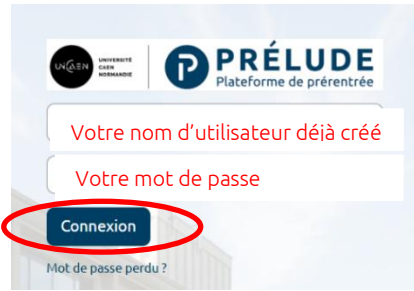 UNICAEN
UNIVERSITÉ
CAEN
NORMANDIE
PRÉLUDE
Plateforme de prérentrée
Votre nom d'utilisateur déjà créé
Votre mot de passe
Connexion
Mot de passe perdu ?